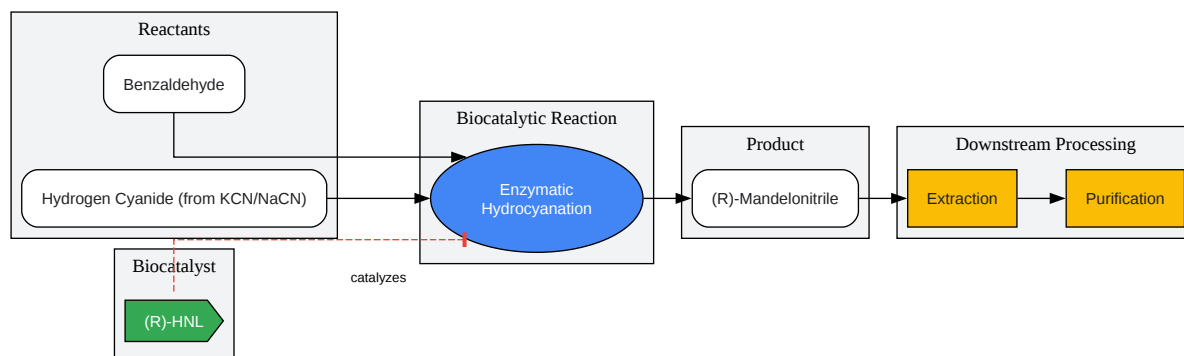 Reactants
Benzaldehyde
Hydrogen Cyanide (from KCN/NaCN)
Biocatalyst
(R)-HNL
catalyzes
Biocatalytic Reaction
Enzymatic
Hydrocyanation
Product
(R)-Mandelonitrile
Downstream Processing
Extraction
Purification